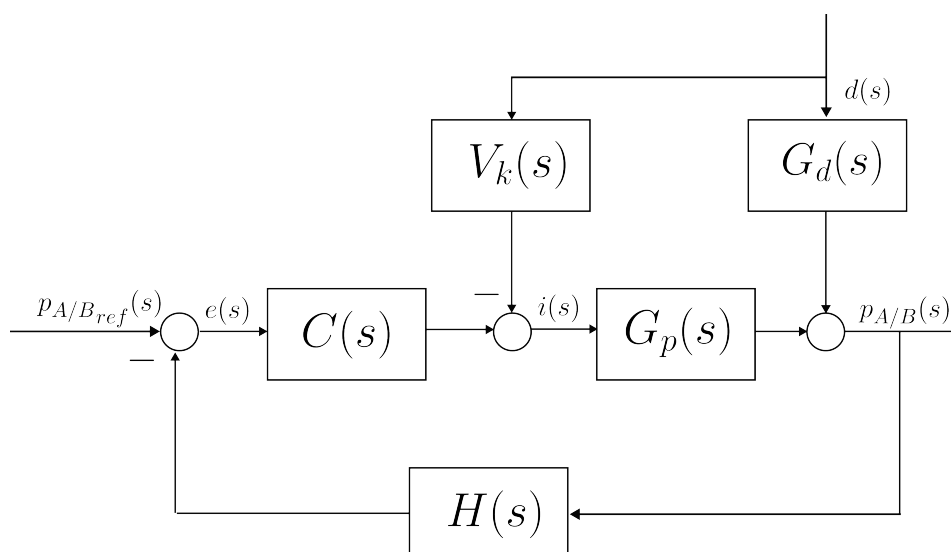 d(s)
V_k(s)
G_d(s)
−
p_{A/B_{ref}}(s)
e(s)
C(s)
i(s)
G_p(s)
p_{A/B}(s)
−
H(s)